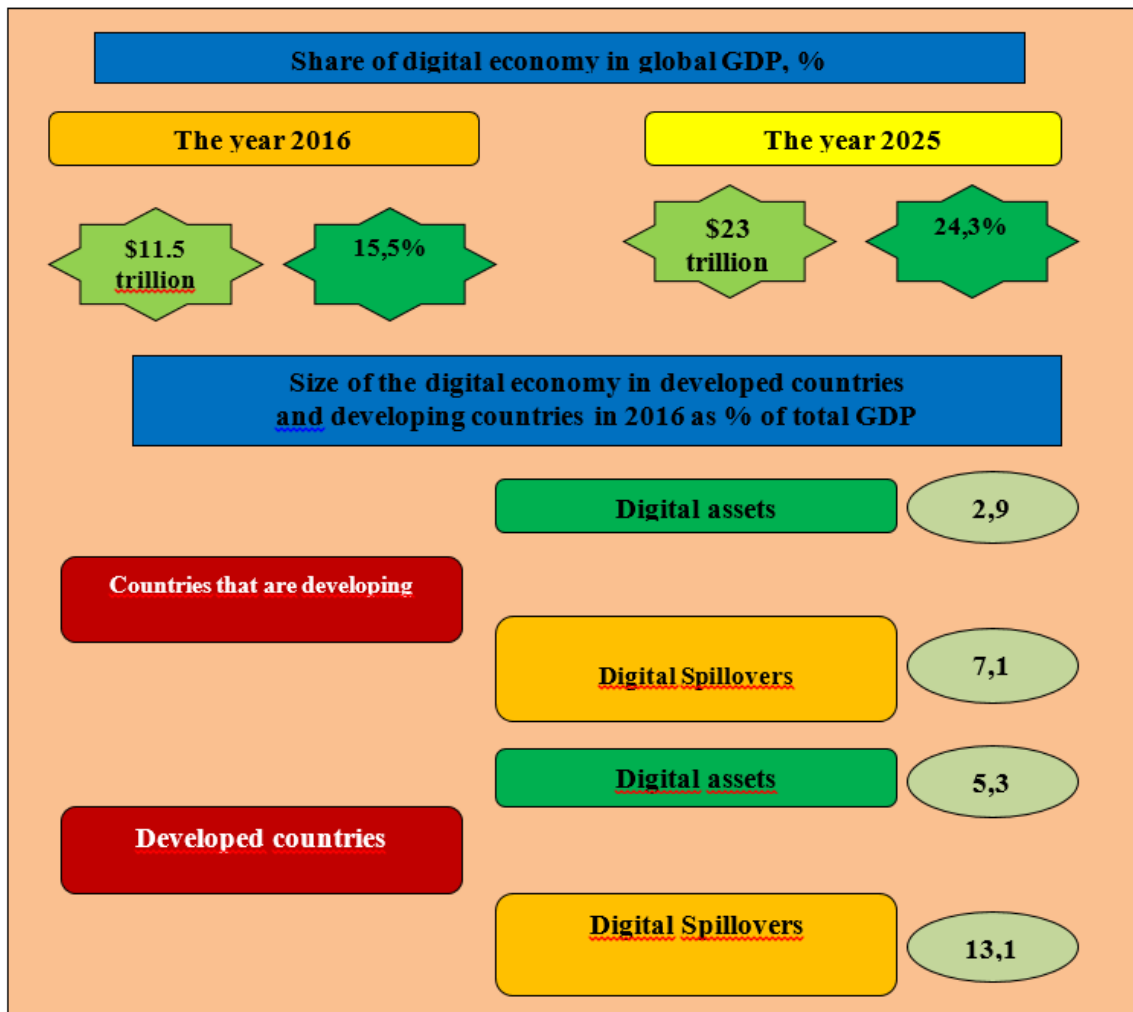 Share of digital economy in global GDP, %
The year 2016
The year 2025
$11.5
trillion
15,5%
$23
trillion
24,3%
Size of the digital economy in developed countries
and developing countries in 2016 as % of total GDP
Digital assets
2,9
Countries that are developing
Digital Spillovers
7,1
Digital assets
5,3
Developed countries
Digital Spillovers
13,1